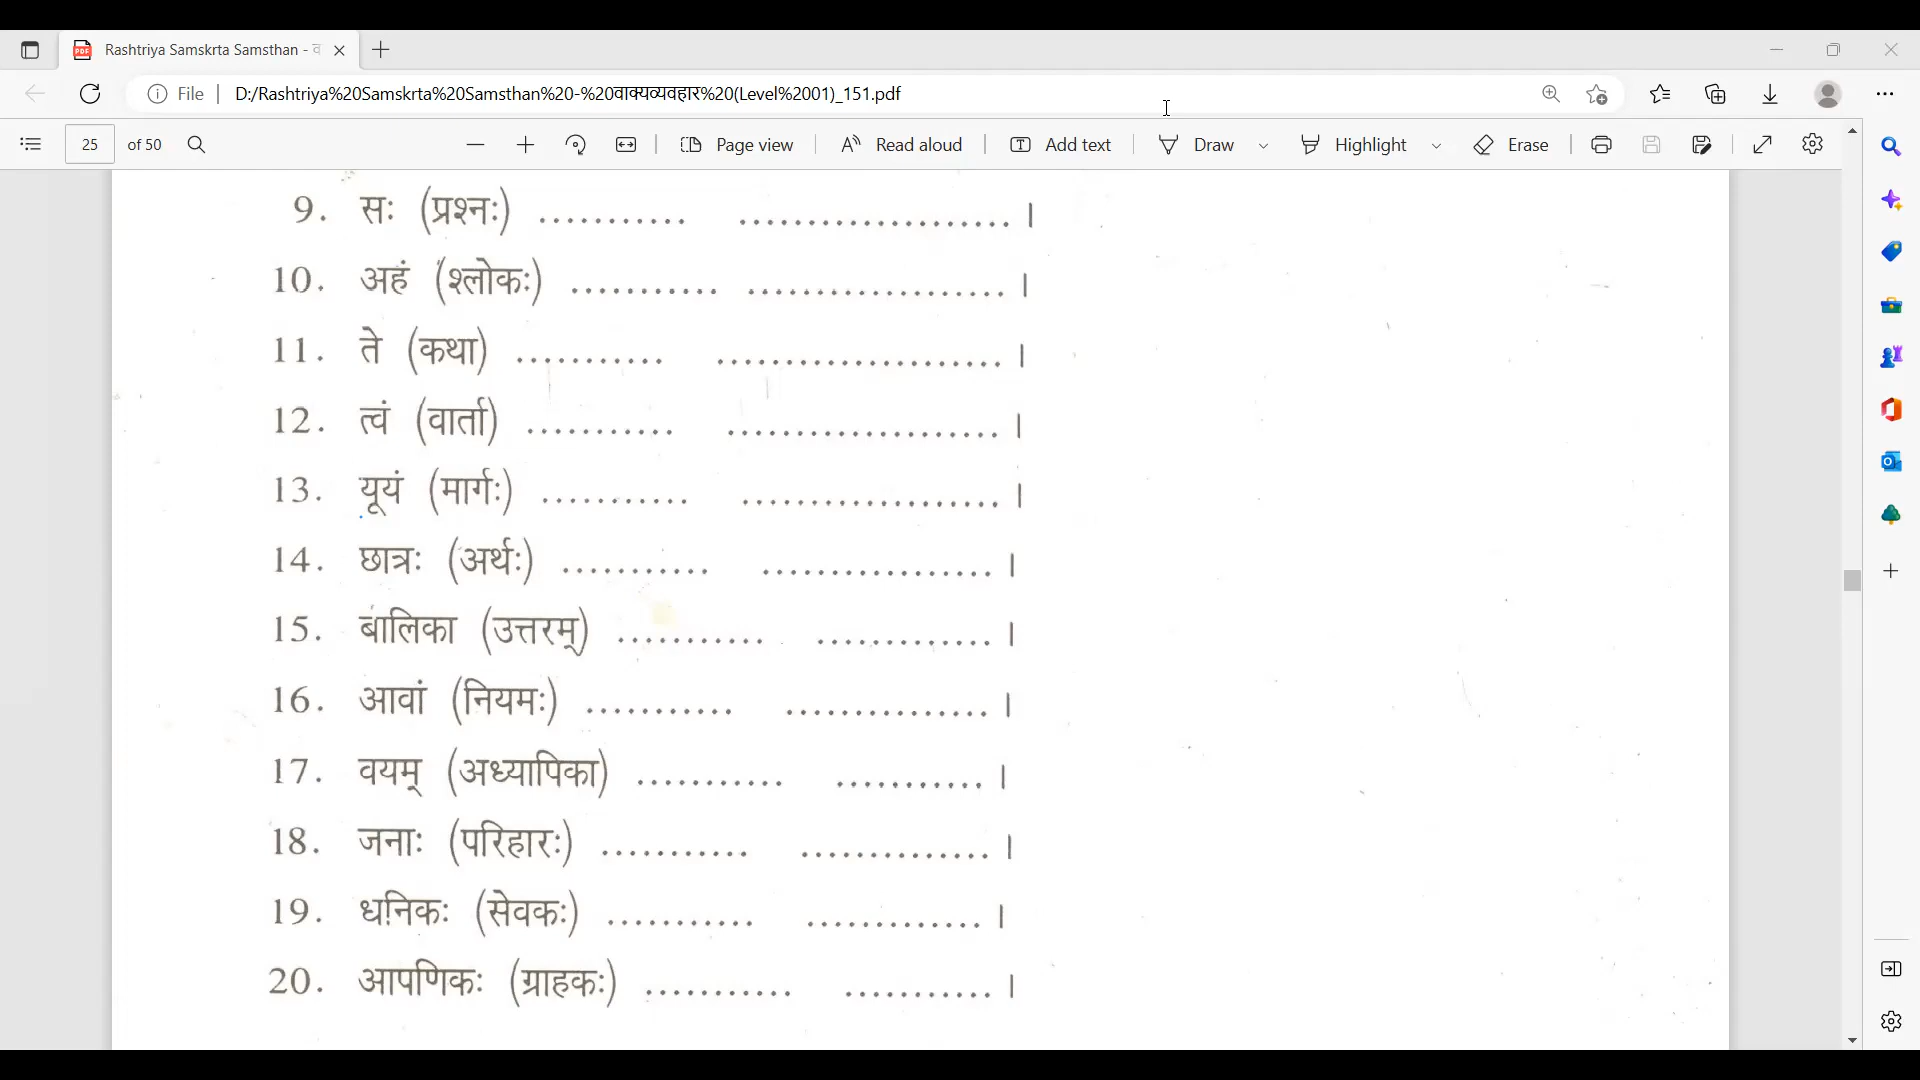 Rashtriya Samskrta Samsthan - व
File
D:/Rashtriya%20Samskrta%20Samsthan%20-%20वाक्यव्यवहार%20(Level%2001)_151.pdf
25 of 50 Page view Read aloud Add text Draw Highlight Erase
9. सः (प्रश्नः) ........... .................... ।
10. अहं (श्लोकः) ........... ................... ।
11. ते (कथा) ........... ..................... ।
12. त्वं (वार्ता) ........... .................... ।
13. यूयं (मार्गः) ........... ................... ।
14. छात्रः (अर्थः) ........... ................. ।
15. बालिका (उत्तरम्) ........... ............. ।
16. आवां (नियमः) ........... ............... ।
17. वयम् (अध्यापिका) ........... ........... ।
18. जनाः (परिहारः) ........... .............. ।
19. धनिकः (सेवकः) ........... ............. ।
20. आपणिकः (ग्राहकः) ........... ........... ।